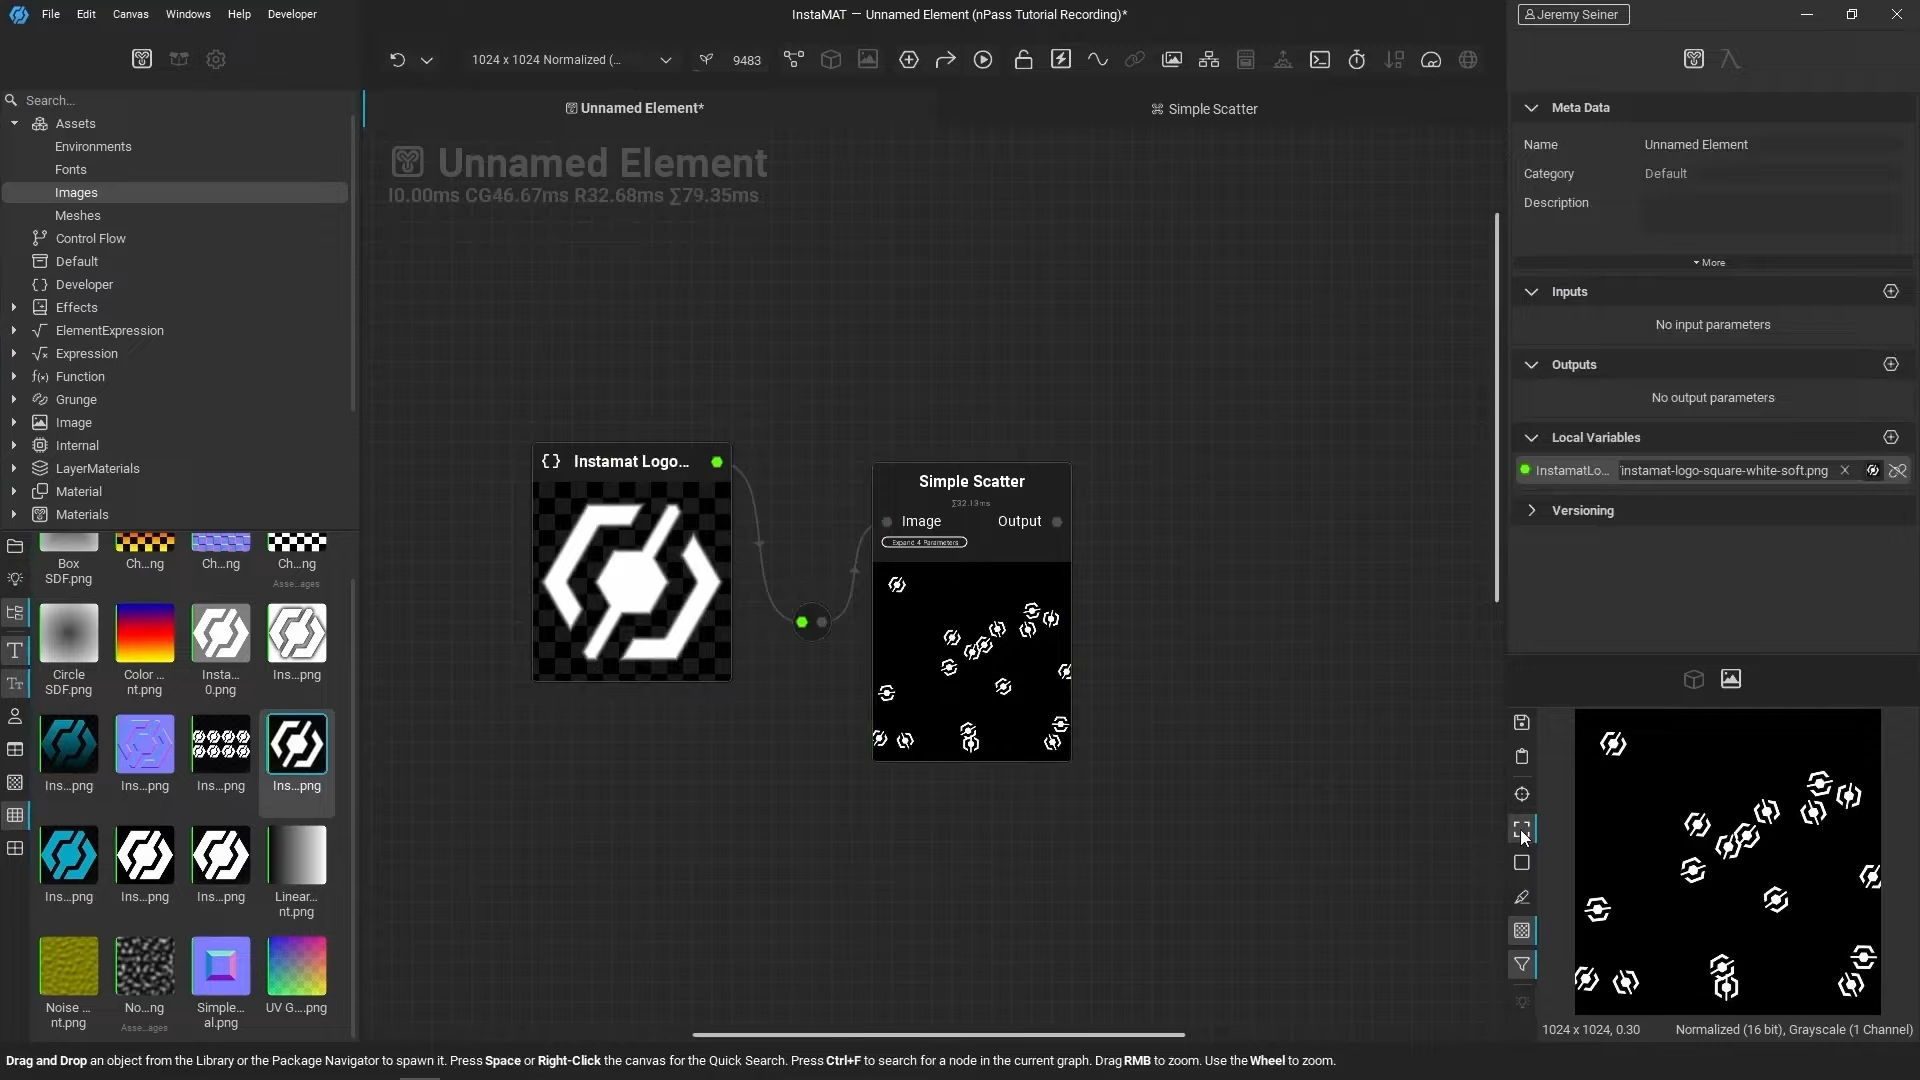 File Edit Canvas Windows Help Developer
InstaMAT — Unnamed Element (nPass Tutorial Recording)*
Jeremy Seiner
1024 x 1024 Normalized (...
9483
Search...
Assets
Environments
Fonts
Images
Meshes
Control Flow
Default
Developer
Effects
ElementExpression
Expression
Function
Grunge
Image
Internal
LayerMaterials
Material
Materials
Box SDF.png
Ch...ng
Ch...ng
Ch...ng
Asse...ages
Circle SDF.png
Color ... nt.png
Insta... 0.png
Ins...png
Ins...png
Ins...png
Ins...png
Ins...png
Ins...png
Ins...png
Ins...png
Linear... nt.png
Noise ... nt.png
No...ng
Asse...ages
Simple... al.png
UV G....png
Unnamed Element*
Simple Scatter
Unnamed Element
I0.00ms CG46.67ms R32.68ms ∑79.35ms
Instamat Logo...
Simple Scatter
∑32.13ms
Image Output
Expand 4 Parameters
Meta Data
Name Unnamed Element
Category Default
Description
More
Inputs
No input parameters
Outputs
No output parameters
Local Variables
InstamatLo... instamat-logo-square-white-soft.png
Versioning
1024 x 1024, 0.30 Normalized (16 bit), Grayscale (1 Channel)
Drag and Drop an object from the Library or the Package Navigator to spawn it. Press Space or Right-Click the canvas for the Quick Search. Press Ctrl+F to search for a node in the current graph. Drag RMB to zoom. Use the Wheel to zoom.